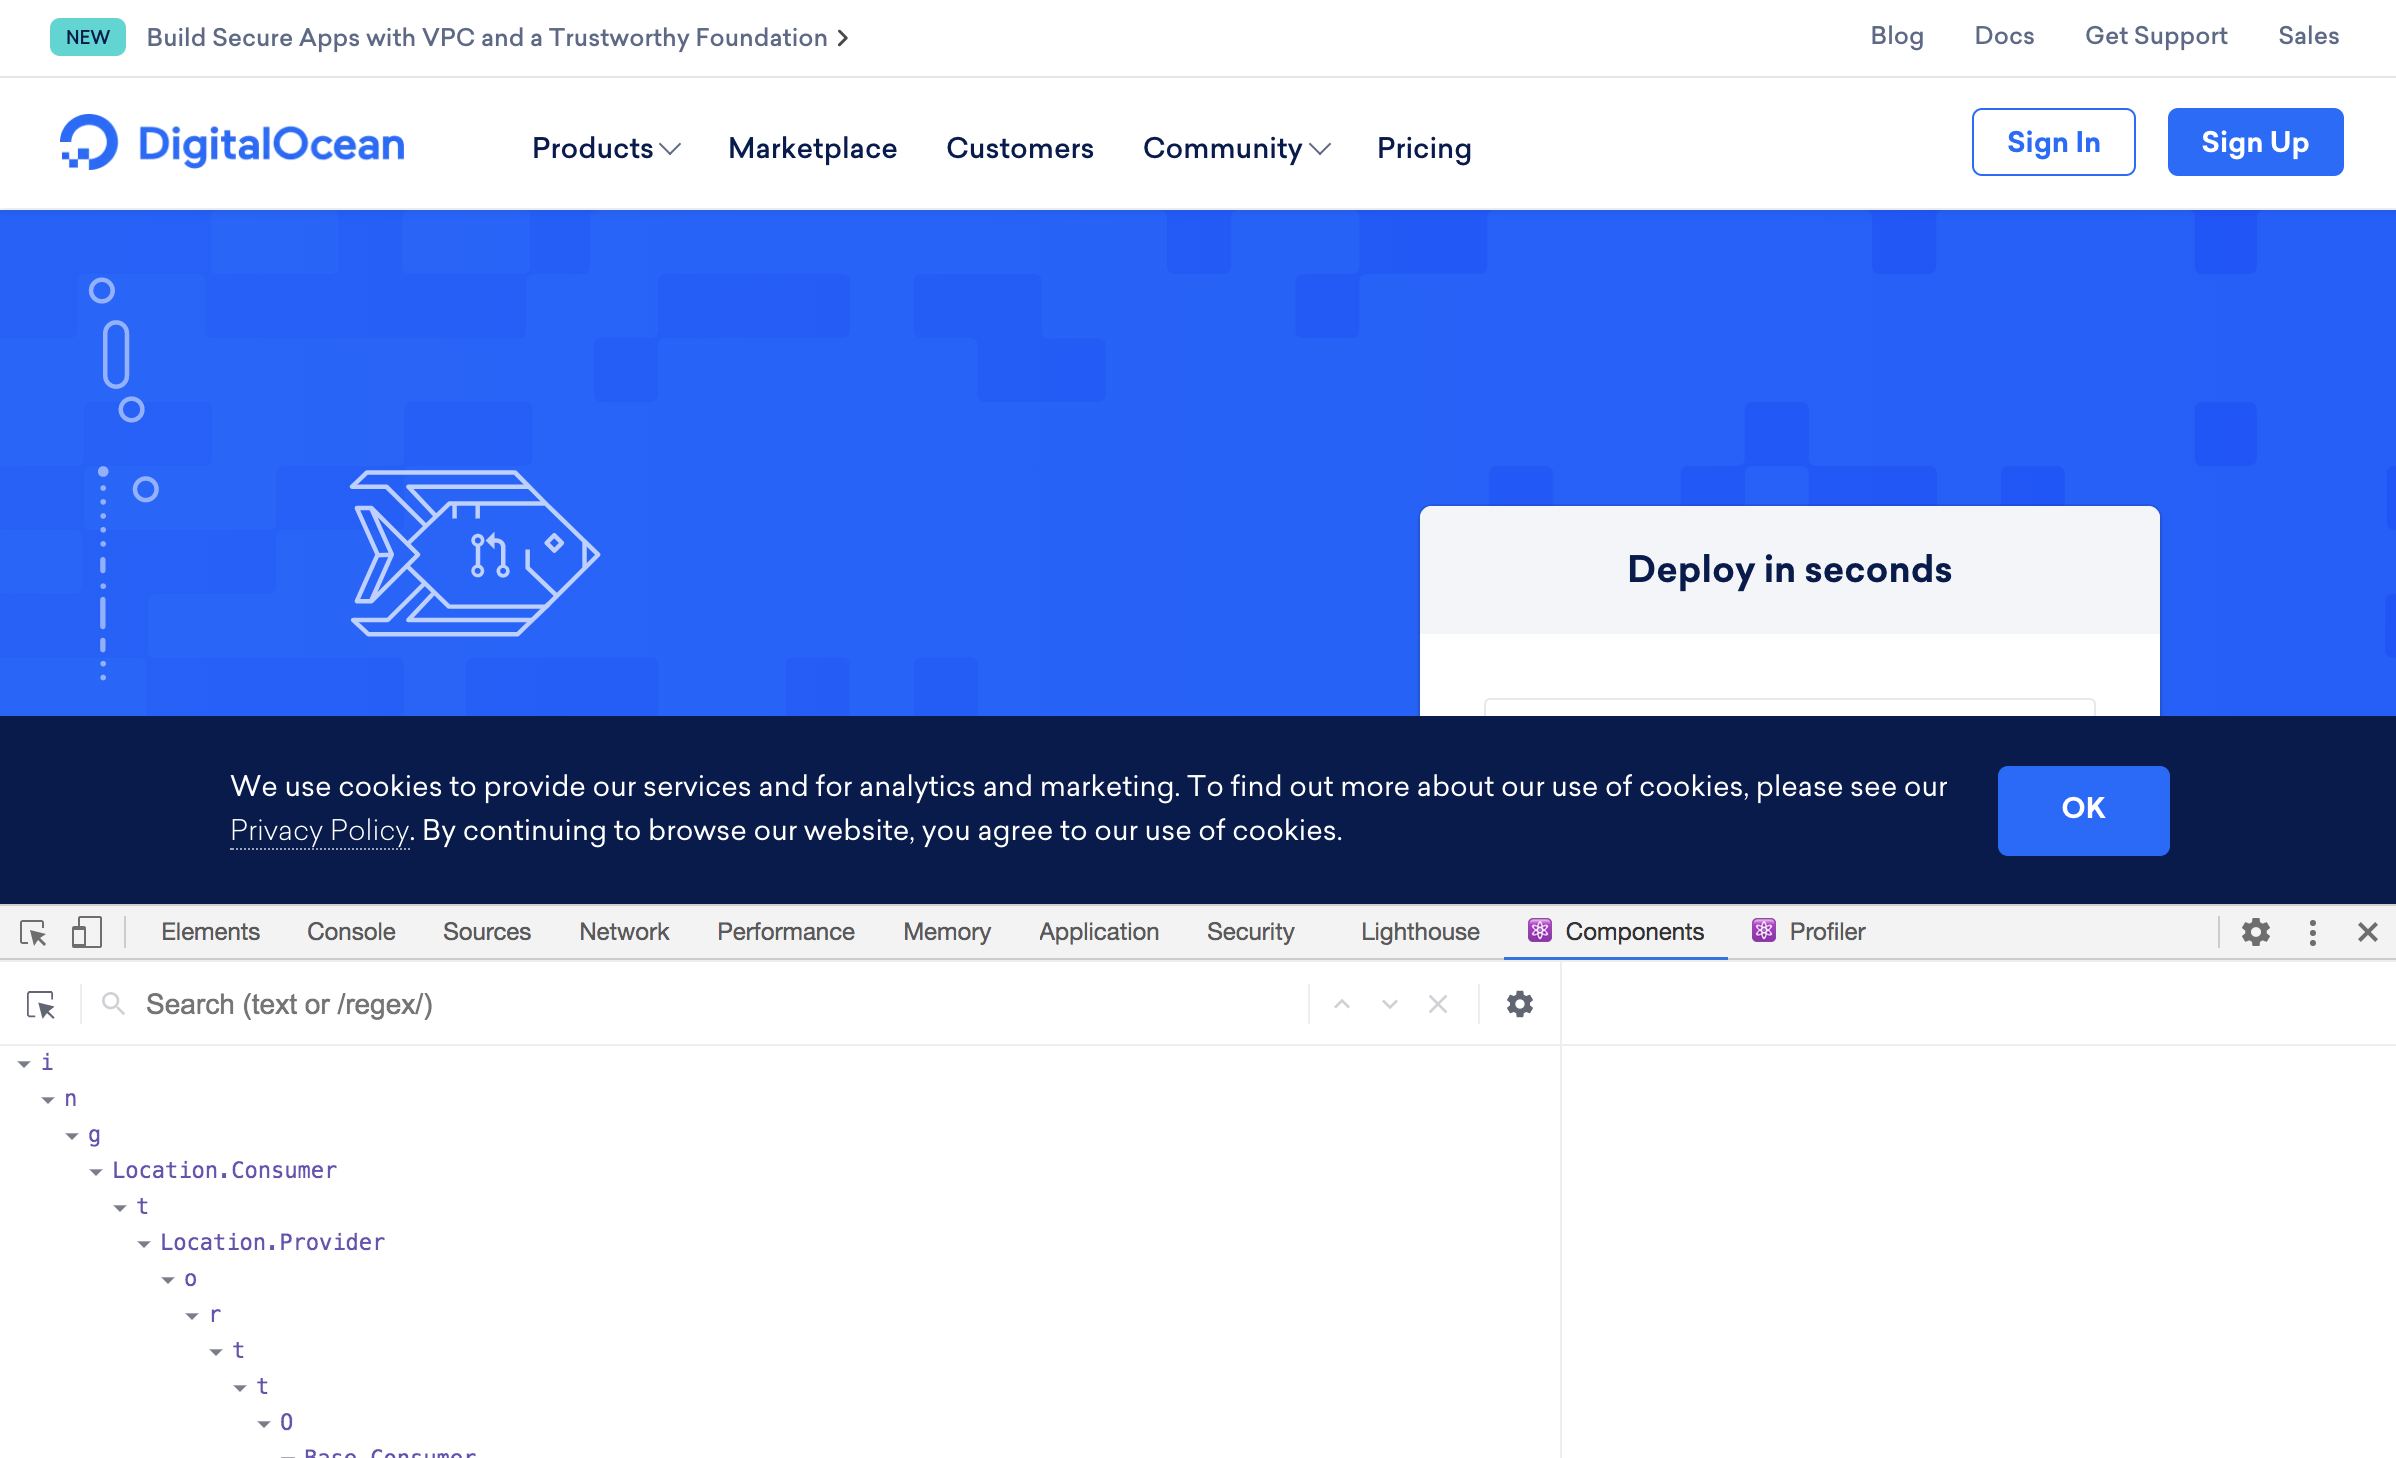 NEW Build Secure Apps with VPC and a Trustworthy Foundation
Blog Docs Get Support Sales
DigitalOcean Products Marketplace Customers Community Pricing Sign In Sign Up
Deploy in seconds
We use cookies to provide our services and for analytics and marketing. To find out more about our use of cookies, please see our
Privacy Policy. By continuing to browse our website, you agree to our use of cookies.
OK
Elements Console Sources Network Performance Memory Application Security Lighthouse Components Profiler
Search (text or /regex/)
i
n
g
Location.Consumer
t
Location.Provider
o
r
t
t
O
Base.Consumer